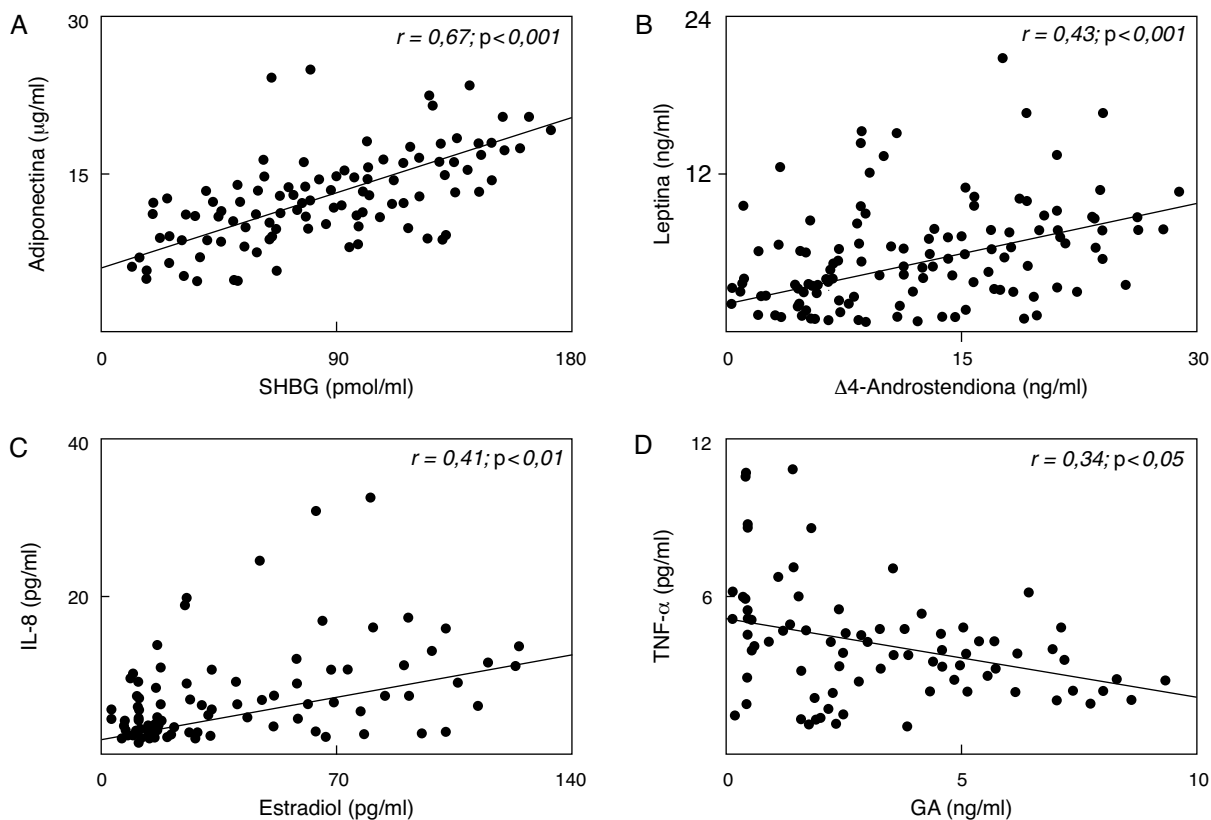 A
30
r = 0,67; p<0,001
Adiponectina (µg/ml)
15
0
90
180
SHBG (pmol/ml)
B
24
r = 0,43; p<0,001
Leptina (ng/ml)
12
0
15
30
Δ4-Androstendiona (ng/ml)
C
40
r = 0,41; p<0,01
IL-8 (pg/ml)
20
0
70
140
Estradiol (pg/ml)
D
12
r = 0,34; p<0,05
TNF-α (pg/ml)
6
0
5
10
GA (ng/ml)